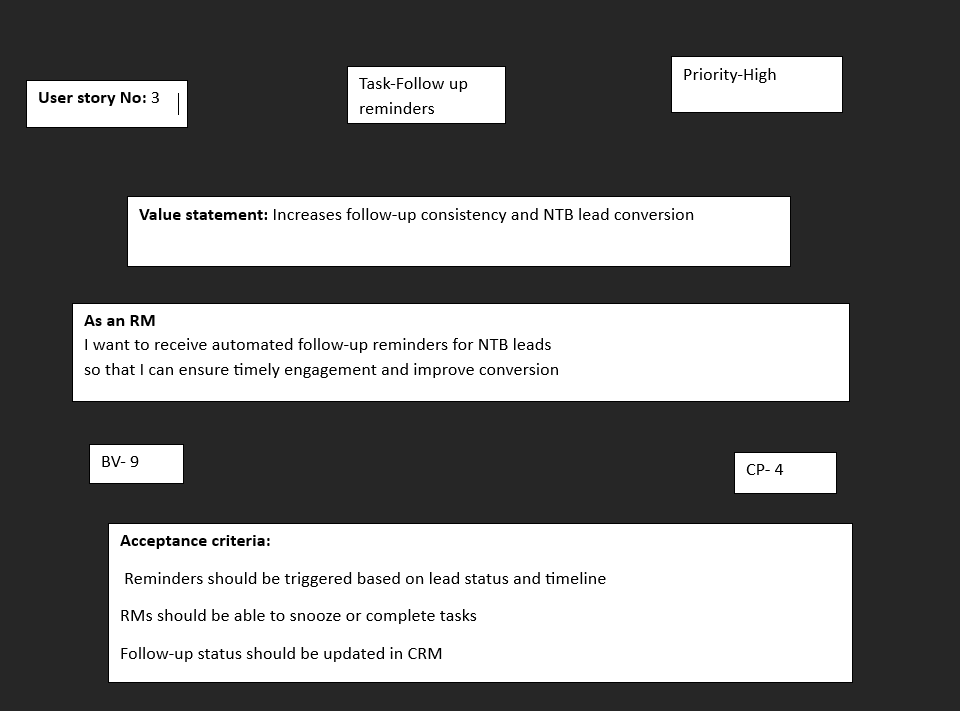 User story No: 3
Task-Follow up
reminders
Priority-High
Value statement: Increases follow-up consistency and NTB lead conversion
As an RM
I want to receive automated follow-up reminders for NTB leads
so that I can ensure timely engagement and improve conversion
BV- 9
CP- 4
Acceptance criteria:
Reminders should be triggered based on lead status and timeline
RMs should be able to snooze or complete tasks
Follow-up status should be updated in CRM